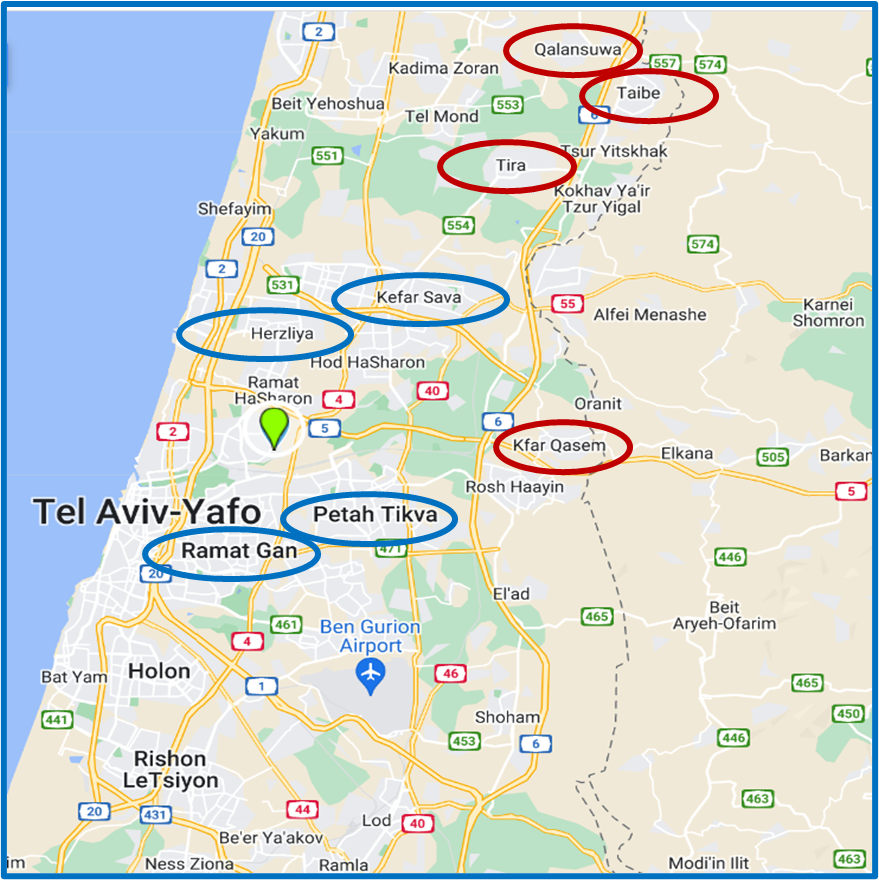 2
Qalansuwa
557
574
Kadima Zoran
Taibe
Beit Yehoshua
553
6
Tel Mond
Yakum
551
Tira
Tsur Yitskhak
Kokhav Ya'ir
Tzur Yigal
Shefayim
554
20
574
2
531
Kefar Sava
55
Alfei Menashe
Karnei
Shomron
Herzliya
Hod HaSharon
Ramat
HaSharon
4
40
Oranit
2
5
6
Kfar Qasem
Elkana
505
Barkan
Rosh Haayin
5
Tel Aviv-Yafo
Petah Tikva
Ramat Gan
471
446
20
El'ad
465
Beit
Aryeh-Ofarim
461
Ben Gurion
Airport
4
Holon
Bat Yam
1
46
465
441
Shoham
450
453
6
446
Rishon
LeTsiyon
463
20
431
44
Lod
40
Be'er Ya'akov
im
Ness Ziona
Ramla
Modi'in Ilit
463